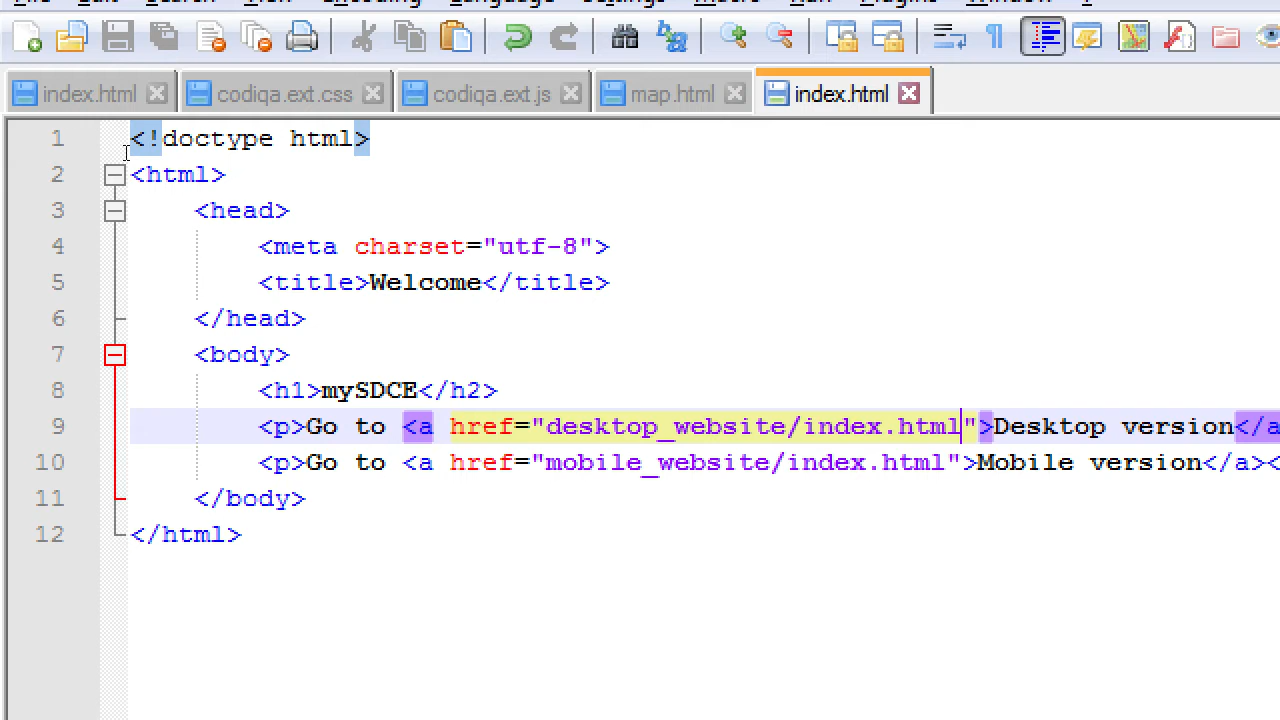 index.html codiqa.ext.css codiqa.ext.js map.html index.html
1 <!doctype html>
2 <html>
3 <head>
4 <meta charset="utf-8">
5 <title>Welcome</title>
6 </head>
7 <body>
8 <h1>mySDCE</h2>
9 <p>Go to <a href="desktop_website/index.html">Desktop version</a
10 <p>Go to <a href="mobile_website/index.html">Mobile version</a><
11 </body>
12 </html>